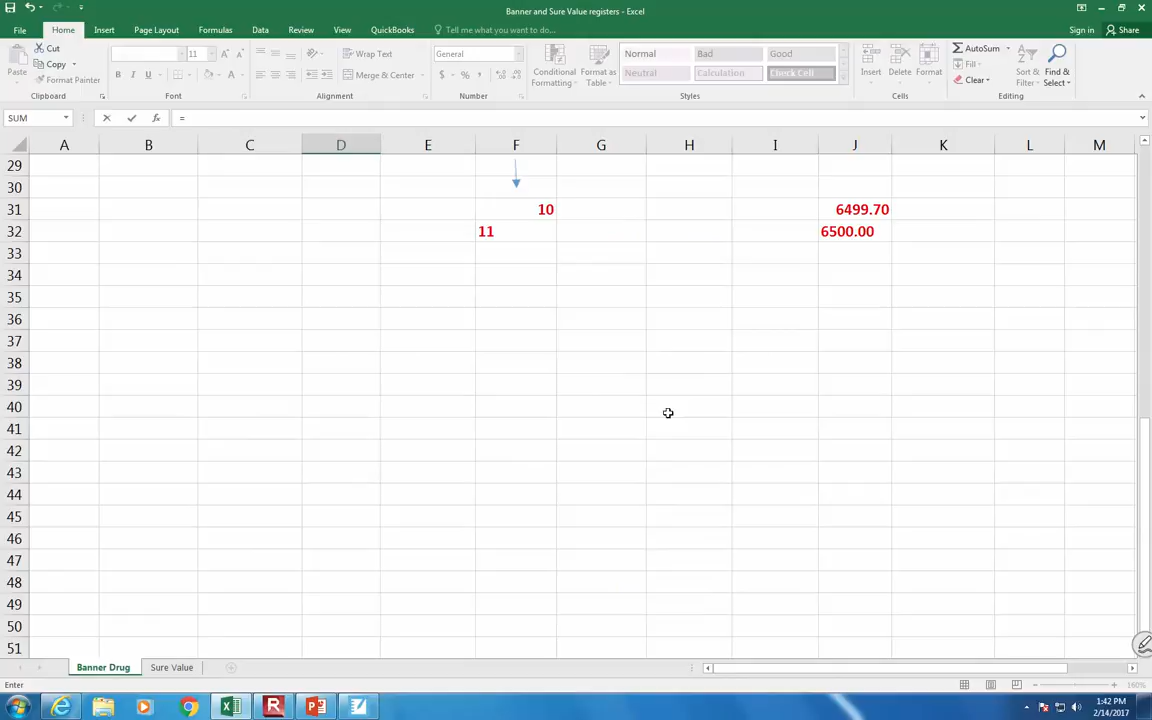 Banner and Sure Value registers - Excel
File Home Insert Page Layout Formulas Data Review View QuickBooks Tell me what you want to do... Sign in Share
Paste Cut Copy Format Painter
Clipboard
11 A A B I U A
Font
Wrap Text
Merge & Center
Alignment
General
$ % ,
Number
Conditional Formatting
Format as Table
Normal Bad Good
Neutral Calculation Check Cell
Styles
Insert Delete Format
Cells
AutoSum
Fill
Clear
Sort & Filter
Find & Select
Editing
SUM fx =
A B C D E F G H I J K L M
29
30
31 10 6499.70
32 11 6500.00
33
34
35
36
37
38
39
40
41
42
43
44
45
46
47
48
49
50
51
Banner Drug Sure Value
Enter 160%
1:42 PM
2/14/2017